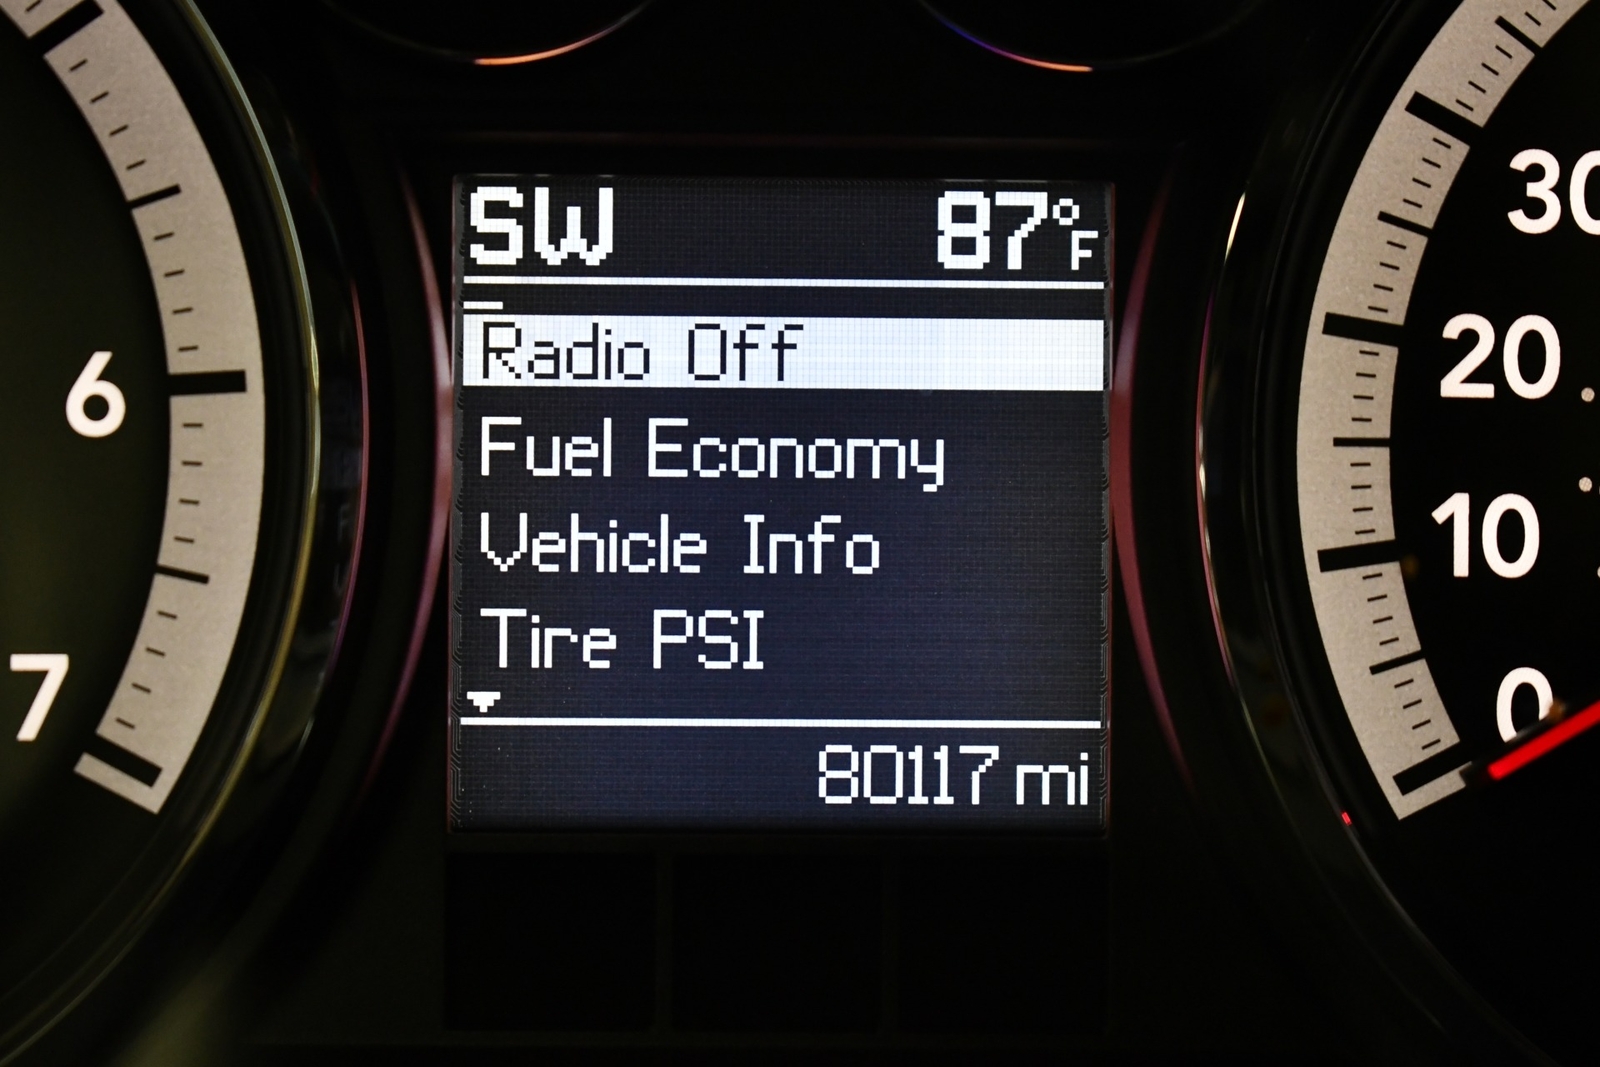 SW 87°F
Radio Off
Fuel Economy
Vehicle Info
Tire PSI
80117 mi
6
7
30
20
10
0